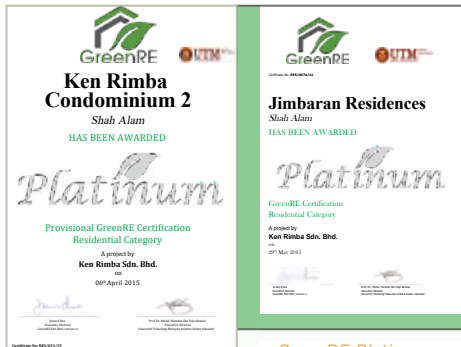 GreenRE
UTM
Ken Rimba
Condominium 2
Shah Alam
HAS BEEN AWARDED
Platinum
Provisional GreenRE Certification
Residential Category
A project by
Ken Rimba Sdn. Bhd.
on
06th April 2015
GreenRE
UTM
Jimbaran Residences
Shah Alam
HAS BEEN AWARDED
Platinum
GreenRE Certification
Residential Category
A project by
Ken Rimba Sdn. Bhd.
on
29th May 2015